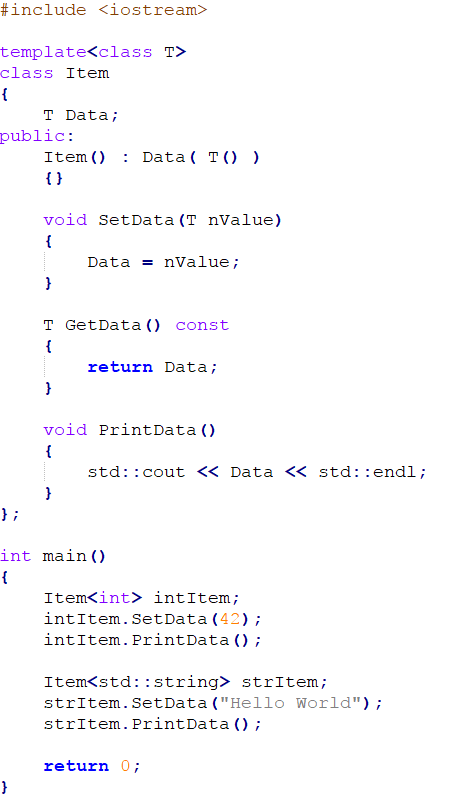 #include <iostream>

template<class T>
class Item
{
    T Data;
public:
    Item() : Data( T() )
    {}

    void SetData(T nValue)
    {
        Data = nValue;
    }

    T GetData() const
    {
        return Data;
    }

    void PrintData()
    {
        std::cout << Data << std::endl;
    }
};

int main()
{
    Item<int> intItem;
    intItem.SetData(42);
    intItem.PrintData();

    Item<std::string> strItem;
    strItem.SetData("Hello World");
    strItem.PrintData();

    return 0;
}